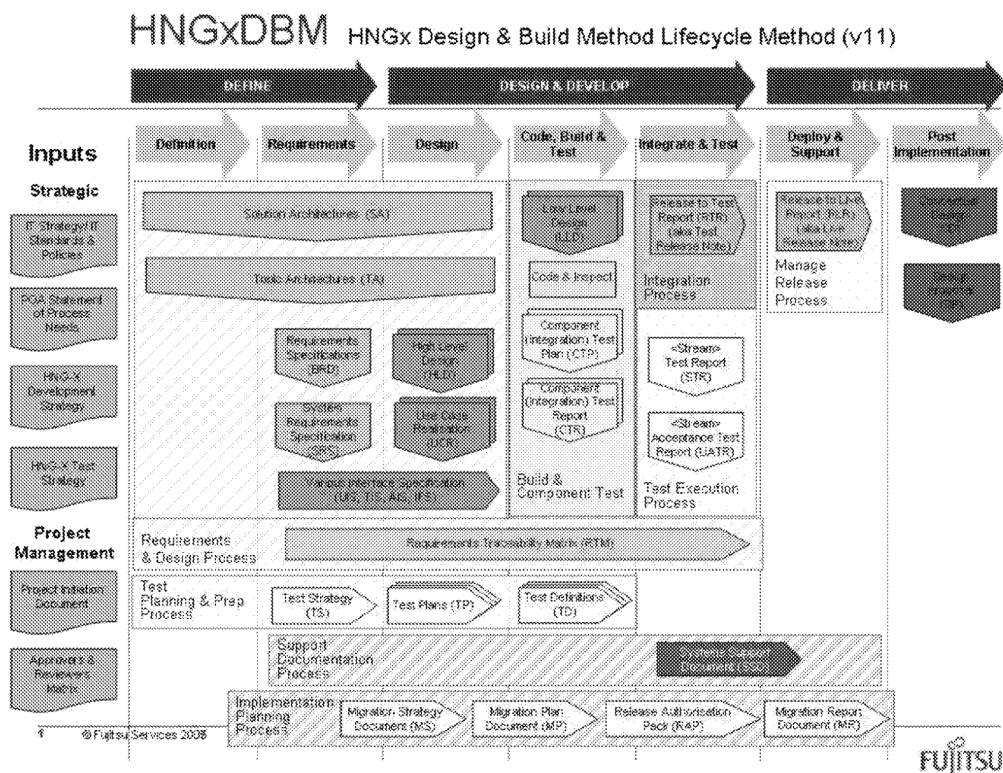 HNGxDBM HNGx Design & Build Method Lifecycle Method (v11)
DEFINE
DESIGN & DEVELOP
DELIVER
Inputs
Definition
Requirements
Design
Code, Build &
Test
Integrate & Test
Deploy &
Support
Post
Implementation
Strategic
IT Strategy/ IT
Standards &
Policies
POA Statement
of Process
Needs
HNG-X
Development
Strategy
HNG-X Test
Strategy
Project
Management
Project Initiation
Document
Approvers &
Reviewers
Matrix
Solution Architectures (SA)
Topic Architectures (TA)
Requirements
Specifications
(BRD)
System
Requirements
Specification
(SRS)
High Level
(HLD)
Use Case
Realisation
(UCR)
Various Interface Specification
Low Level
Design
(LLD)
Code & Inspect
Component
(Integration) Test
Plan (CTP)
Component
(Integration) Test
Report
(CTR)
Build &
Component Test
Release to Test
Report (RTR)
(aka Test
Release Note)
Integration
Process
<Stream>
Test Report
(STR)
<Stream>
Acceptance Test
Report (UATR)
Test Execution
Process
Release to Live
Report (RLR)
(aka Live
Release Note)
Manage
Release
Process
Design
Requirements
& Design Process
Requirements Traceability Matrix (RTM)
Test
Planning & Prep
Process
Test Strategy
(TS)
Test Plans (TP)
Test Definitions
(TD)
Support
Documentation
Process
Systems Support
Document (SSD)
Implementation
Planning
Process
Migration Strategy
Document (MS)
Migration Plan
Document (MP)
Release Authorisation
Pack (RAP)
Migration Report
Document (MR)
© Fujitsu Services 2005
FUJITSU